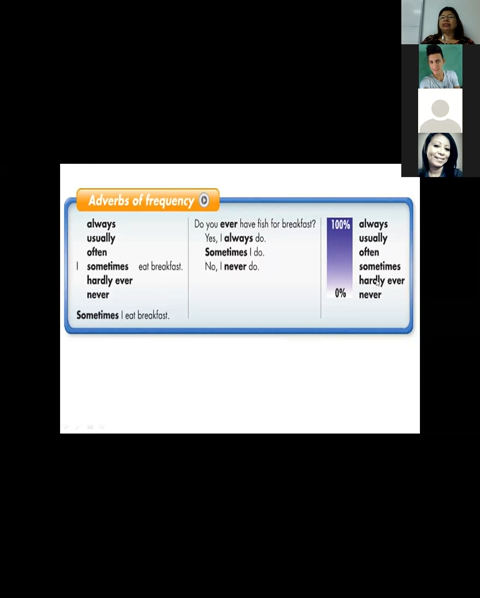 Adverbs of frequency
always
usually
often
I sometimes eat breakfast.
hardly ever
never
Sometimes I eat breakfast.
Do you ever have fish for breakfast?
Yes, I always do.
Sometimes I do.
No, I never do.
100%
0%
always
usually
often
sometimes
hardly ever
never